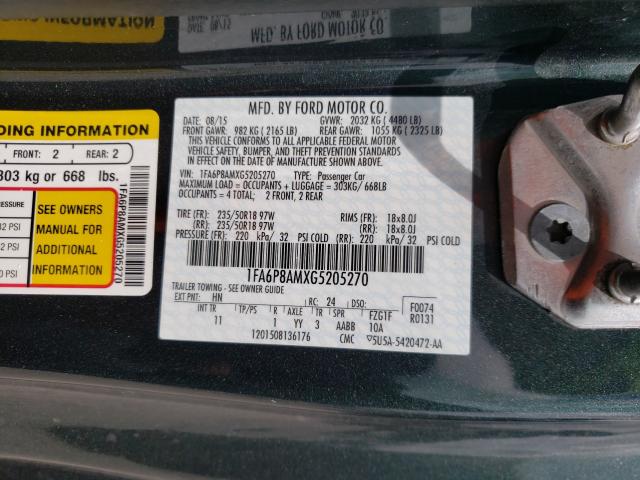 INFORMATION
08/15
MFD. BY FORD MOTOR CO.
DING INFORMATION
FRONT: 2 REAR: 2
303 kg or 668 lbs.
SEE OWNERS
MANUAL FOR
ADDITIONAL
INFORMATION
32 PSI
32 PSI
PSI
1FA6P8AMXG5205270
MFD. BY FORD MOTOR CO.
DATE: 08/15 GVWR: 2032 KG ( 4480 LB)
FRONT GAWR: 982 KG ( 2165 LB) REAR GAWR: 1055 KG ( 2325 LB)
THIS VEHICLE CONFORMS TO ALL APPLICABLE FEDERAL MOTOR
VEHICLE SAFETY, BUMPER, AND THEFT PREVENTION STANDARDS
IN EFFECT ON THE DATE OF MANUFACTURE SHOWN ABOVE.
VIN: 1FA6P8AMXG5205270 TYPE: Passenger Car
MAXIMUM LOAD = OCCUPANTS + LUGGAGE = 303KG/ 668LB
OCCUPANTS = 4 TOTAL; 2 FRONT, 2 REAR
TIRE (FR): 235/50R18 97W RIMS (FR): 18x8.0J
(RR): 235/50R18 97W (RR): 18x8.0J
PRESSURE (FR): 220 kPa/ 32 PSI COLD (RR): 220 kPa/ 32 PSI COLD
1FA6P8AMXG5205270
TRAILER TOWING - SEE OWNER GUIDE
EXT PNT: HN RC: 24 DSO: F0074
INT TR TP/PS R AXLE TR SPR FZG1F R0131
11 1 YY 3 AABB 10A
1201508136176 CMC 5U5A-5420472-AA